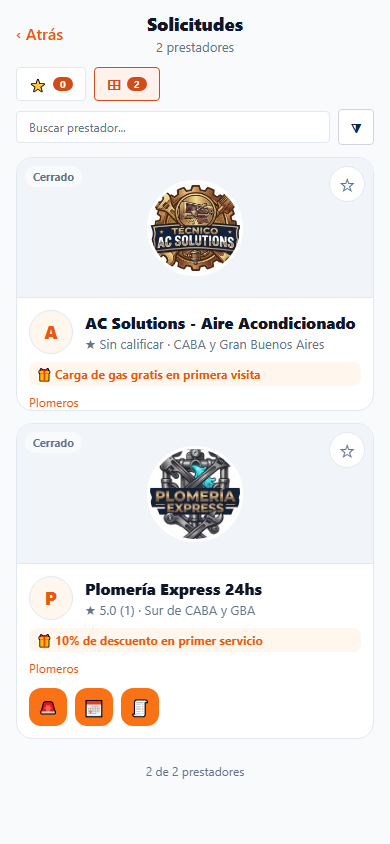 ‹ Atrás
Solicitudes
2 prestadores
0
2
Buscar prestador...
Cerrado
TÉCNICO
AC SOLUTIONS
A
AC Solutions - Aire Acondicionado
★ Sin calificar · CABA y Gran Buenos Aires
Carga de gas gratis en primera visita
Plomeros
Cerrado
PLOMERÍA
EXPRESS
P
Plomería Express 24hs
★ 5.0 (1) · Sur de CABA y GBA
10% de descuento en primer servicio
Plomeros
2 de 2 prestadores